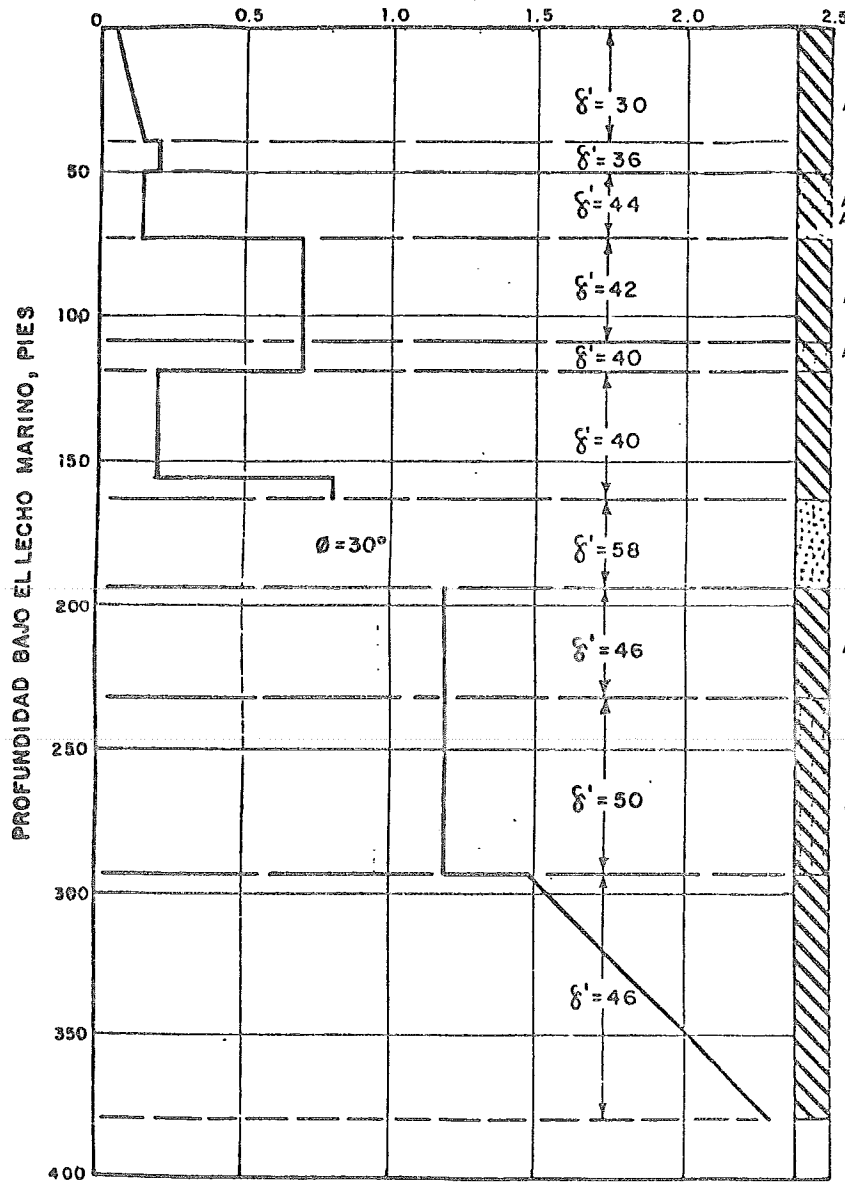 0 0.5 1.0 1.5 2.0 2.5
δ' = 30
δ' = 36
50
δ' = 44
δ' = 42
100
δ' = 40
δ' = 40
150
Ø = 30°
δ' = 58
200
δ' = 46
250
δ' = 50
300
δ' = 46
350
400
PROFUNDIDAD BAJO EL LECHO MARINO, PIES